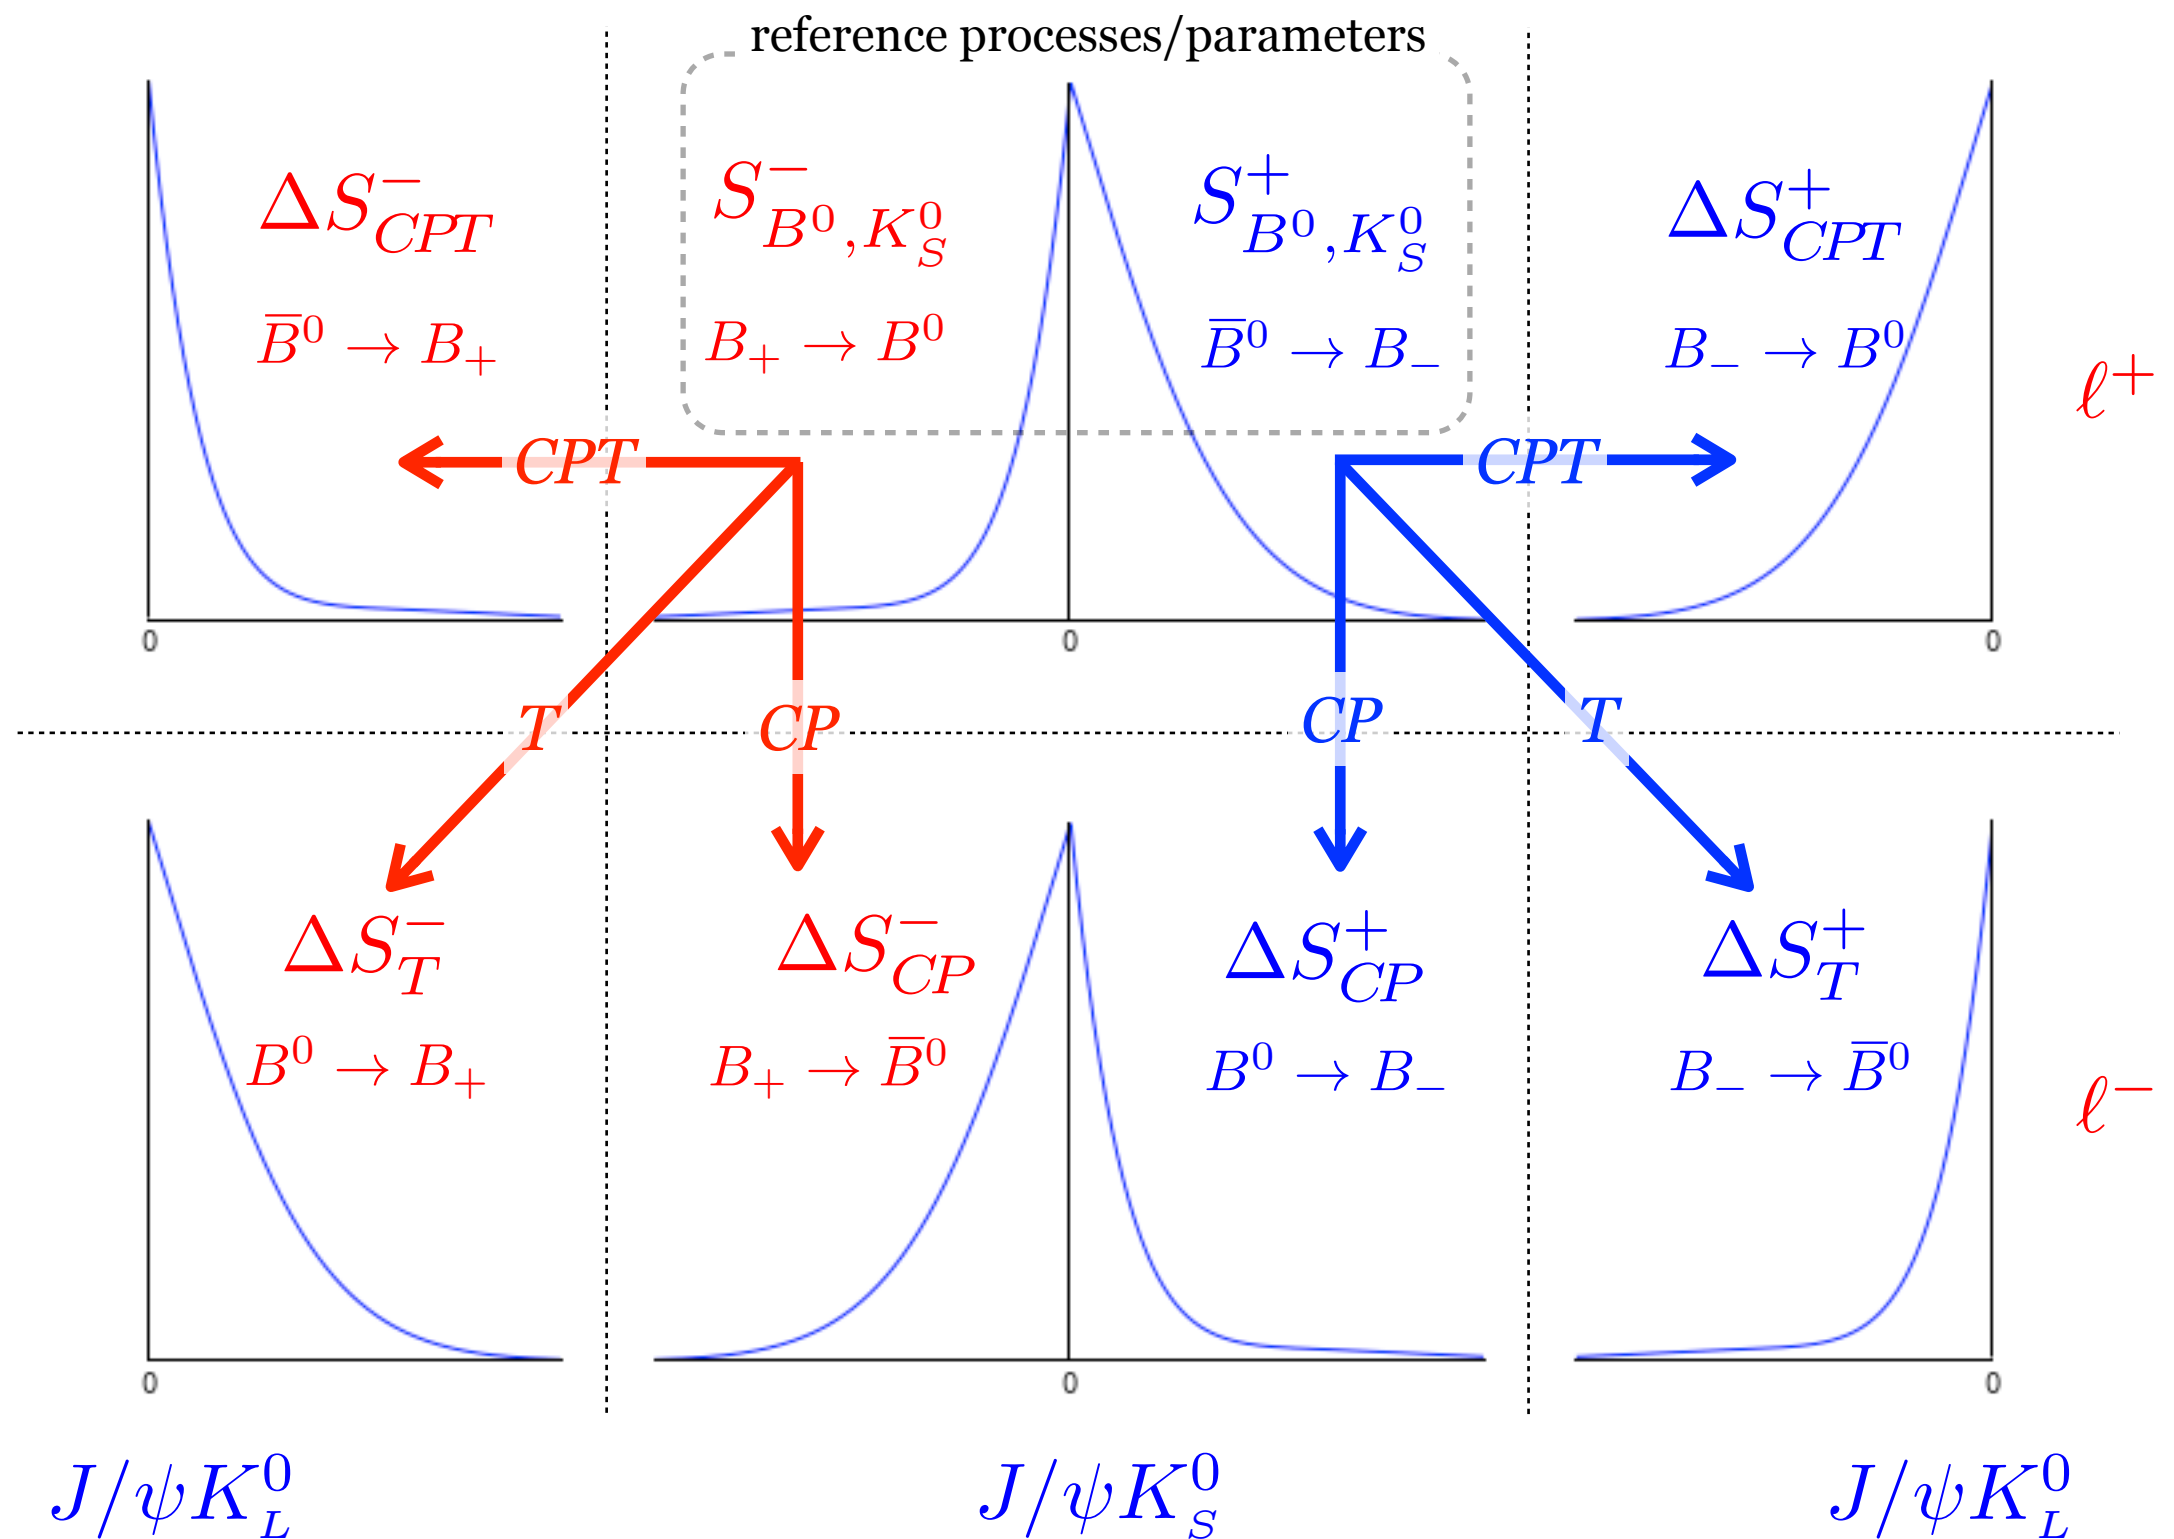 reference processes/parameters
ΔS⁻_CPT
S⁻_B⁰,K⁰_S
S⁺_B⁰,K⁰_S
ΔS⁺_CPT
B̅⁰ → B₊
B₊ → B⁰
B̅⁰ → B₋
B₋ → B⁰
ℓ⁺
CPT
CPT
0
0
0
T
CP
CP
T
ΔS⁻_T
ΔS⁻_CP
ΔS⁺_CP
ΔS⁺_T
B⁰ → B₊
B₊ → B̅⁰
B⁰ → B₋
B₋ → B̅⁰
ℓ⁻
0
0
0
J/ψK⁰_L
J/ψK⁰_S
J/ψK⁰_L